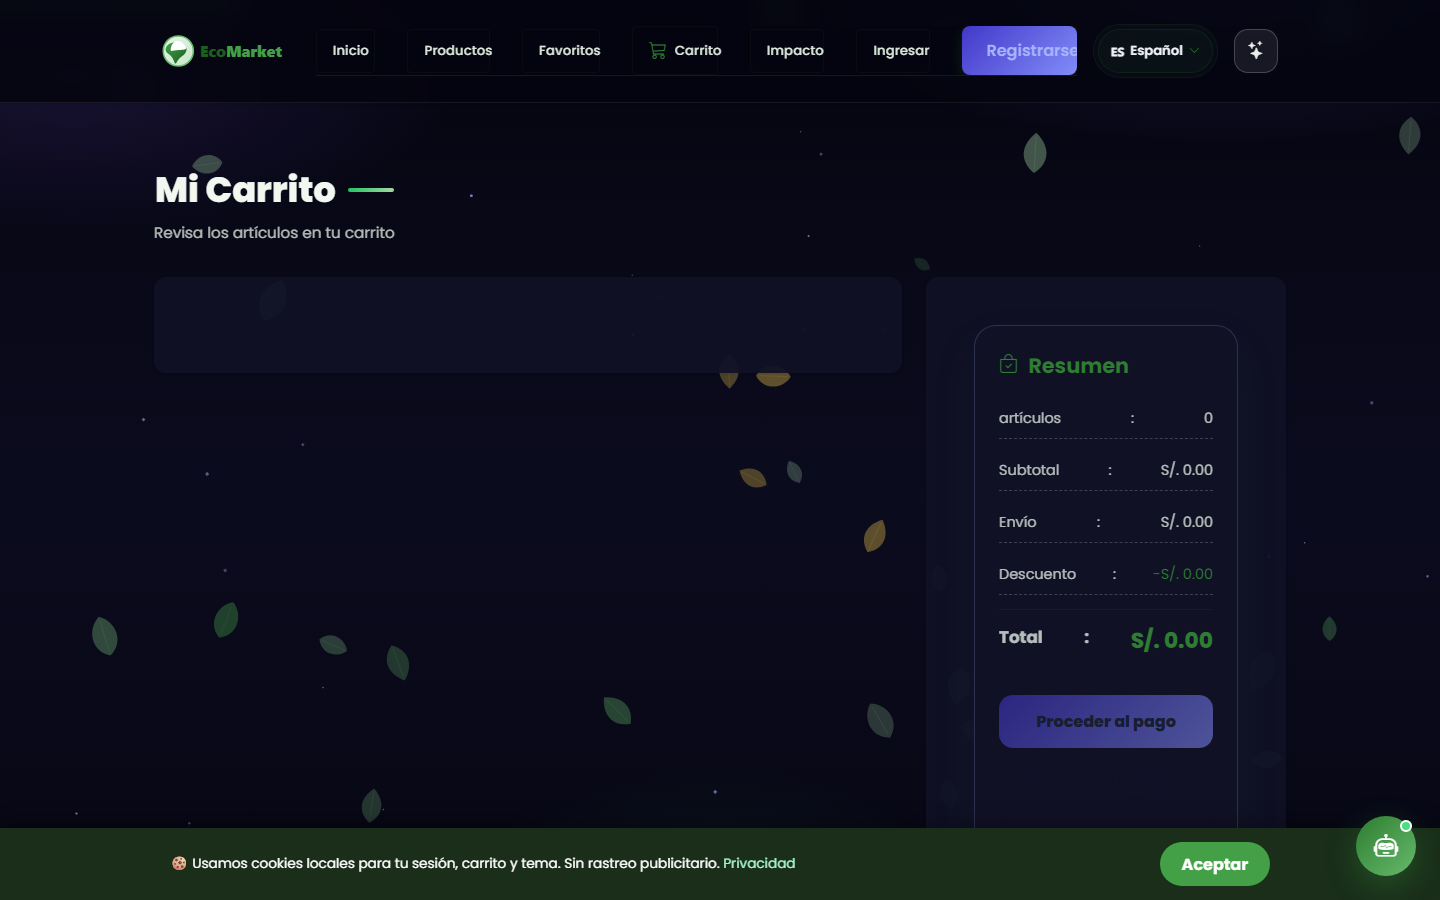 EcoMarket
Inicio
Productos
Favoritos
Carrito
Impacto
Ingresar
Registrarse
ES Español
Mi Carrito
Revisa los artículos en tu carrito
Resumen
artículos : 0
Subtotal : S/. 0.00
Envío : S/. 0.00
Descuento : -S/. 0.00
Total : S/. 0.00
Proceder al pago
Usamos cookies locales para tu sesión, carrito y tema. Sin rastreo publicitario. Privacidad
Aceptar